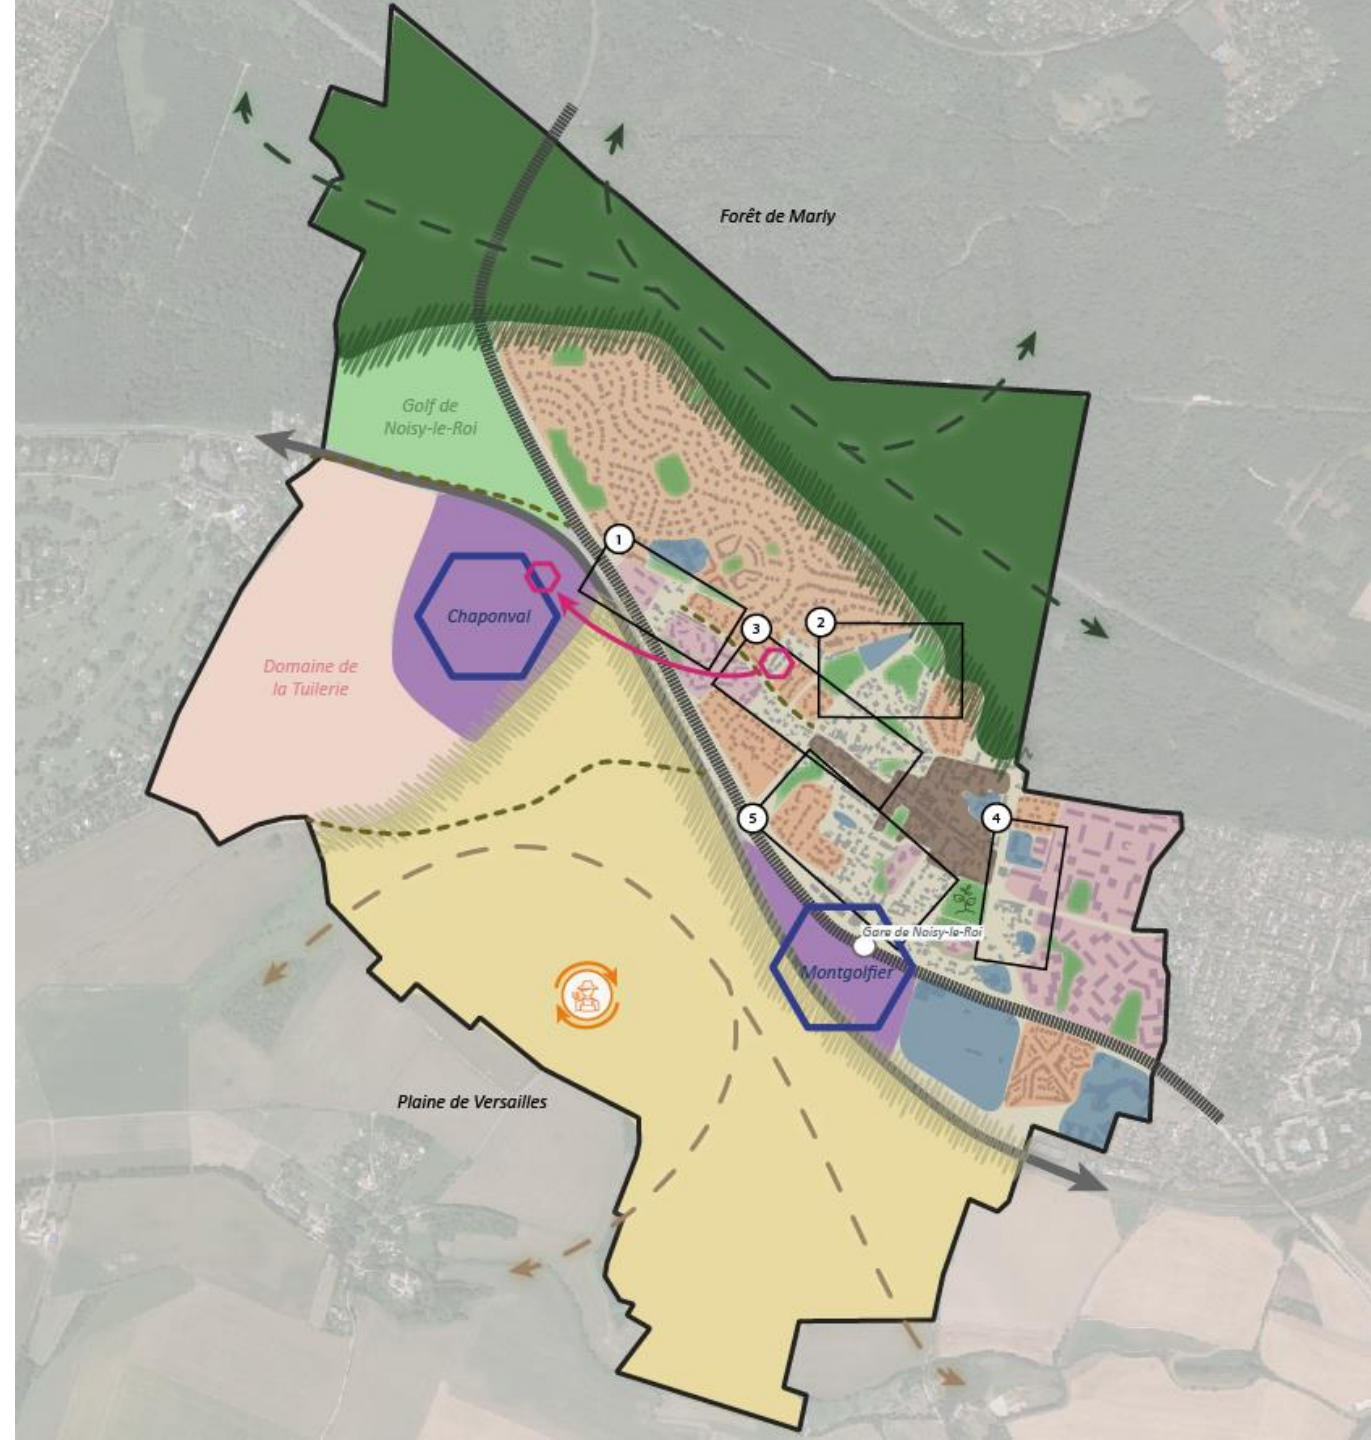 Forêt de Marly
Golf de
Noisy-le-Roi
1
Chaponval
3
2
Domaine de
la Tuilerie
5
4
Gare de Noisy-le-Roi
Montgolfier
Plaine de Versailles